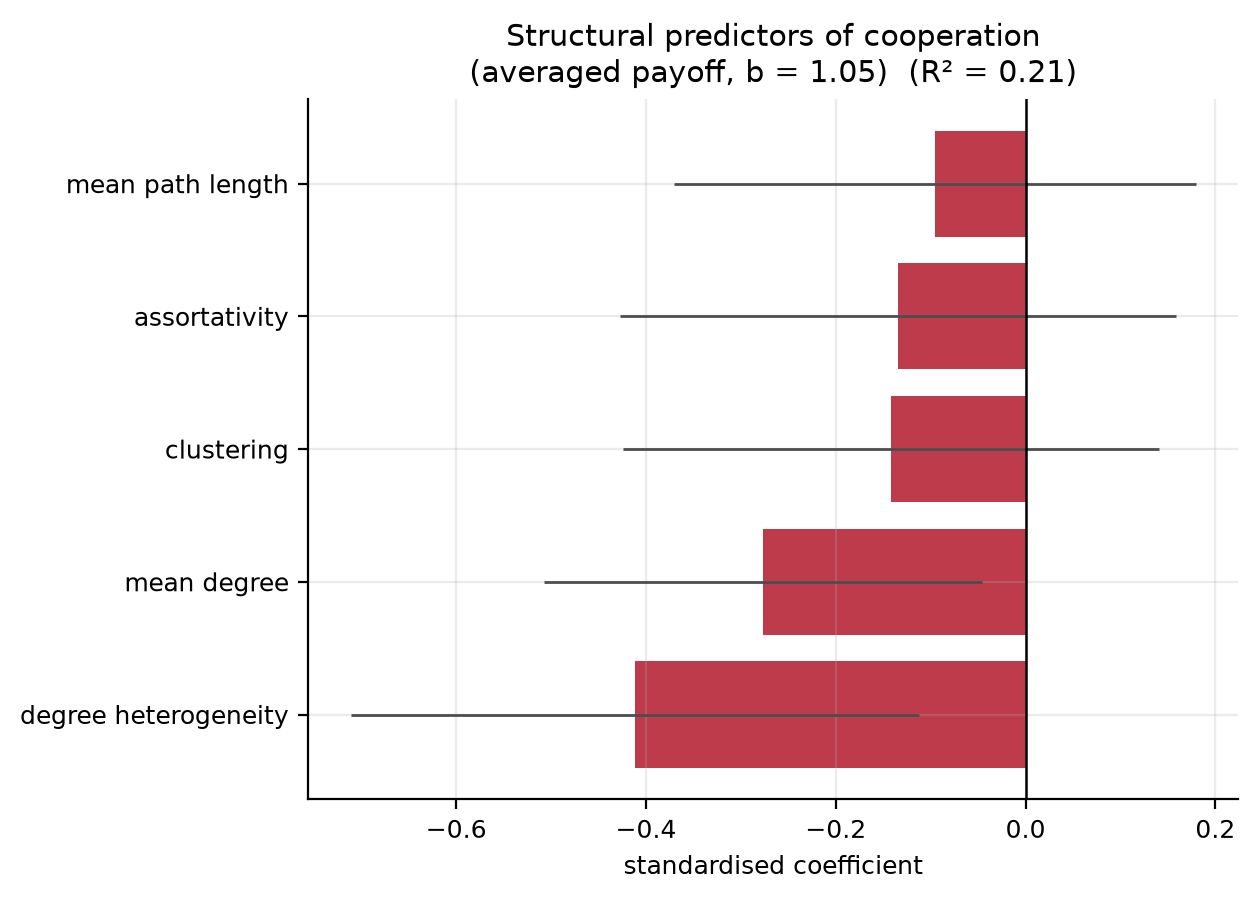 Structural predictors of cooperation
(averaged payoff, b = 1.05)  (R² = 0.21)
mean path length
assortativity
clustering
mean degree
degree heterogeneity
−0.6
−0.4
−0.2
0.0
0.2
standardised coefficient